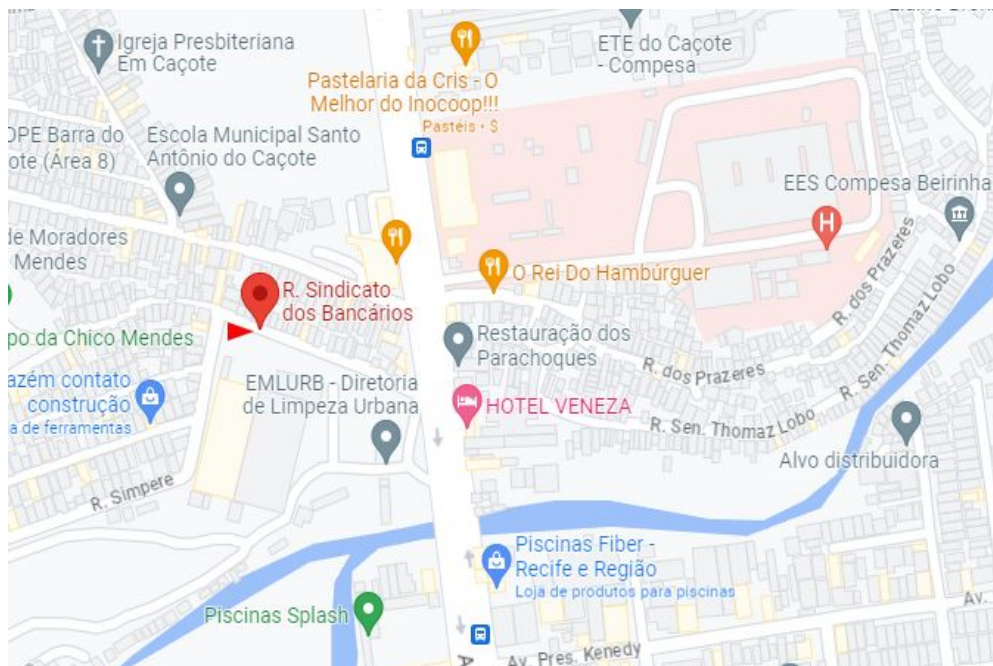 Igreja Presbiteriana
Em Caçote
ETE do Caçote
- Compesa
Pastelaria da Cris - O
Melhor do Inocoop!!!
Pastéis • $
OPE Barra do
ote (Área 8)
Escola Municipal Santo
Antônio do Caçote
EES Compesa Beirinha
H
de Moradores
Mendes
O Rei Do Hambúrguer
R. dos Prazeres
R. Sindicato
dos Bancários
po da Chico Mendes
Restauração dos
Parachoques
R. dos Prazeres
R. Sen. Thomaz Lobo
azém contato
construção
a de ferramentas
EMLURB - Diretoria
de Limpeza Urbana
HOTEL VENEZA
R. Sen. Thomaz Lobo
Alvo distribuidora
R. Simpere
Piscinas Fiber -
Recife e Região
Loja de produtos para piscinas
Piscinas Splash
Av.
Av. Pres. Kenedy
A